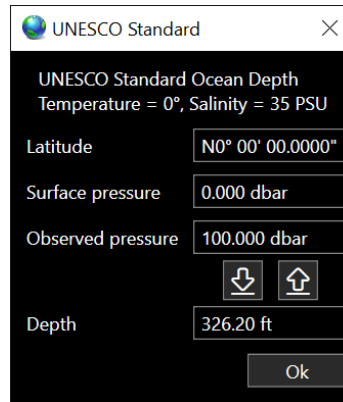 UNESCO Standard
UNESCO Standard Ocean Depth
Temperature = 0°, Salinity = 35 PSU
Latitude N0° 00' 00.0000"
Surface pressure 0.000 dbar
Observed pressure 100.000 dbar
Depth 326.20 ft
Ok